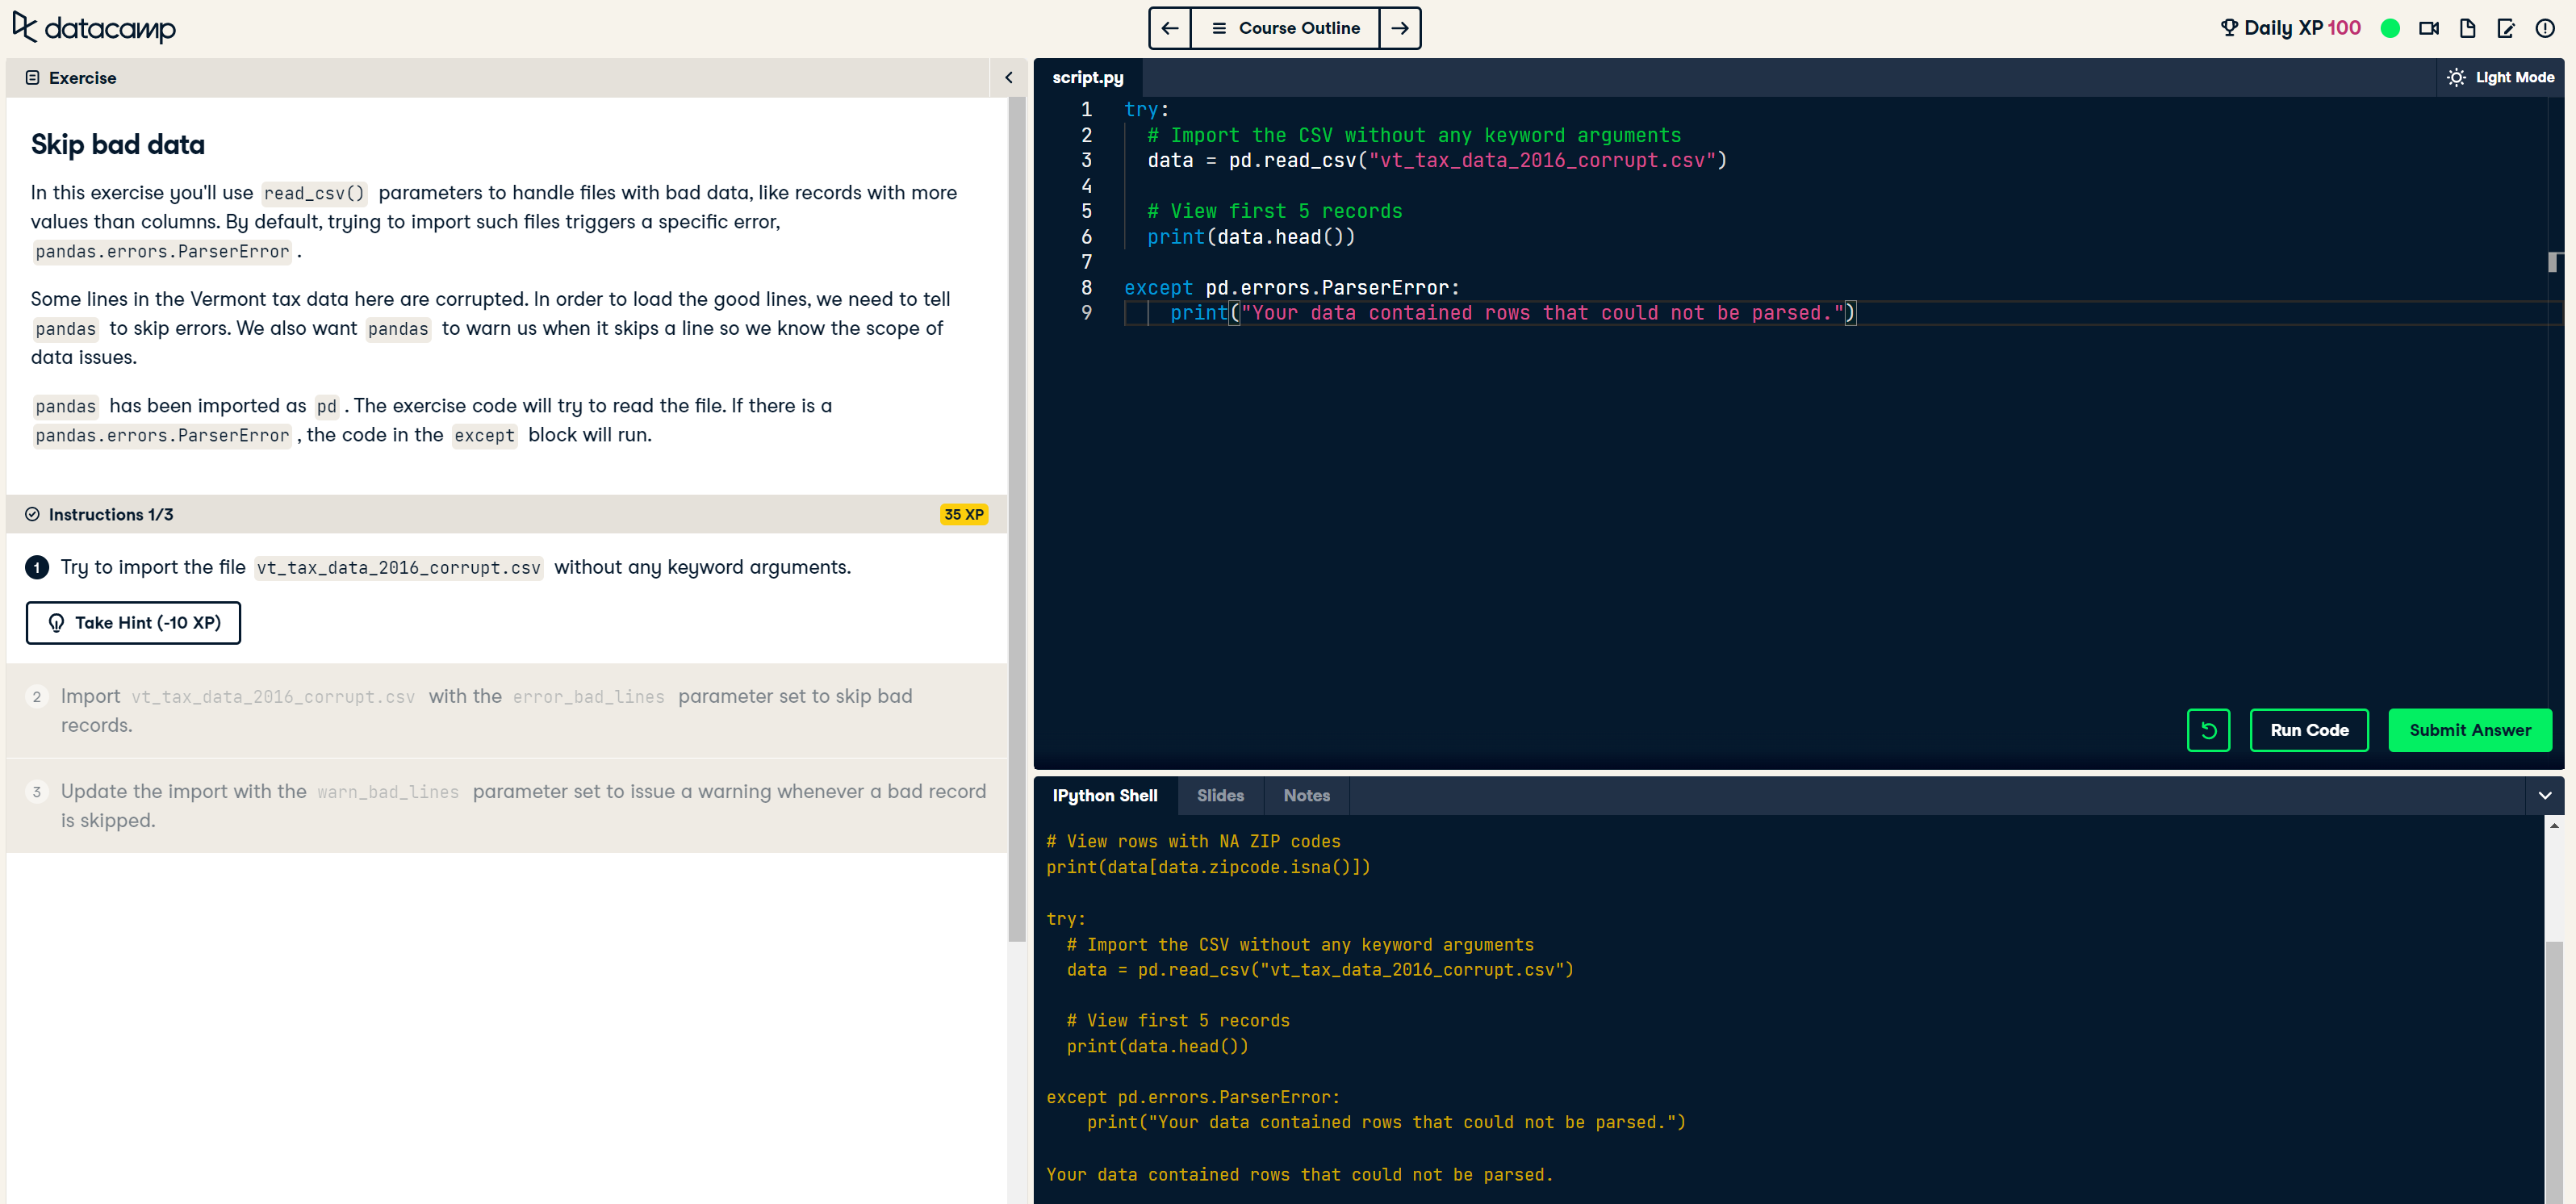 datacamp
Course Outline
Daily XP 100
Exercise
Skip bad data
In this exercise you'll use read_csv() parameters to handle files with bad data, like records with more
values than columns. By default, trying to import such files triggers a specific error,
pandas.errors.ParserError .
Some lines in the Vermont tax data here are corrupted. In order to load the good lines, we need to tell
pandas to skip errors. We also want pandas to warn us when it skips a line so we know the scope of
data issues.
pandas has been imported as pd . The exercise code will try to read the file. If there is a
pandas.errors.ParserError , the code in the except block will run.
Instructions 1/3
35 XP
1 Try to import the file vt_tax_data_2016_corrupt.csv without any keyword arguments.
Take Hint (-10 XP)
2 Import vt_tax_data_2016_corrupt.csv with the error_bad_lines parameter set to skip bad
records.
3 Update the import with the warn_bad_lines parameter set to issue a warning whenever a bad record
is skipped.
script.py
Light Mode
1 try:
2 # Import the CSV without any keyword arguments
3 data = pd.read_csv("vt_tax_data_2016_corrupt.csv")
4
5 # View first 5 records
6 print(data.head())
7
8 except pd.errors.ParserError:
9 print("Your data contained rows that could not be parsed.")
Run Code
Submit Answer
IPython Shell
Slides
Notes
# View rows with NA ZIP codes
print(data[data.zipcode.isna()])
try:
# Import the CSV without any keyword arguments
data = pd.read_csv("vt_tax_data_2016_corrupt.csv")
# View first 5 records
print(data.head())
except pd.errors.ParserError:
print("Your data contained rows that could not be parsed.")
Your data contained rows that could not be parsed.